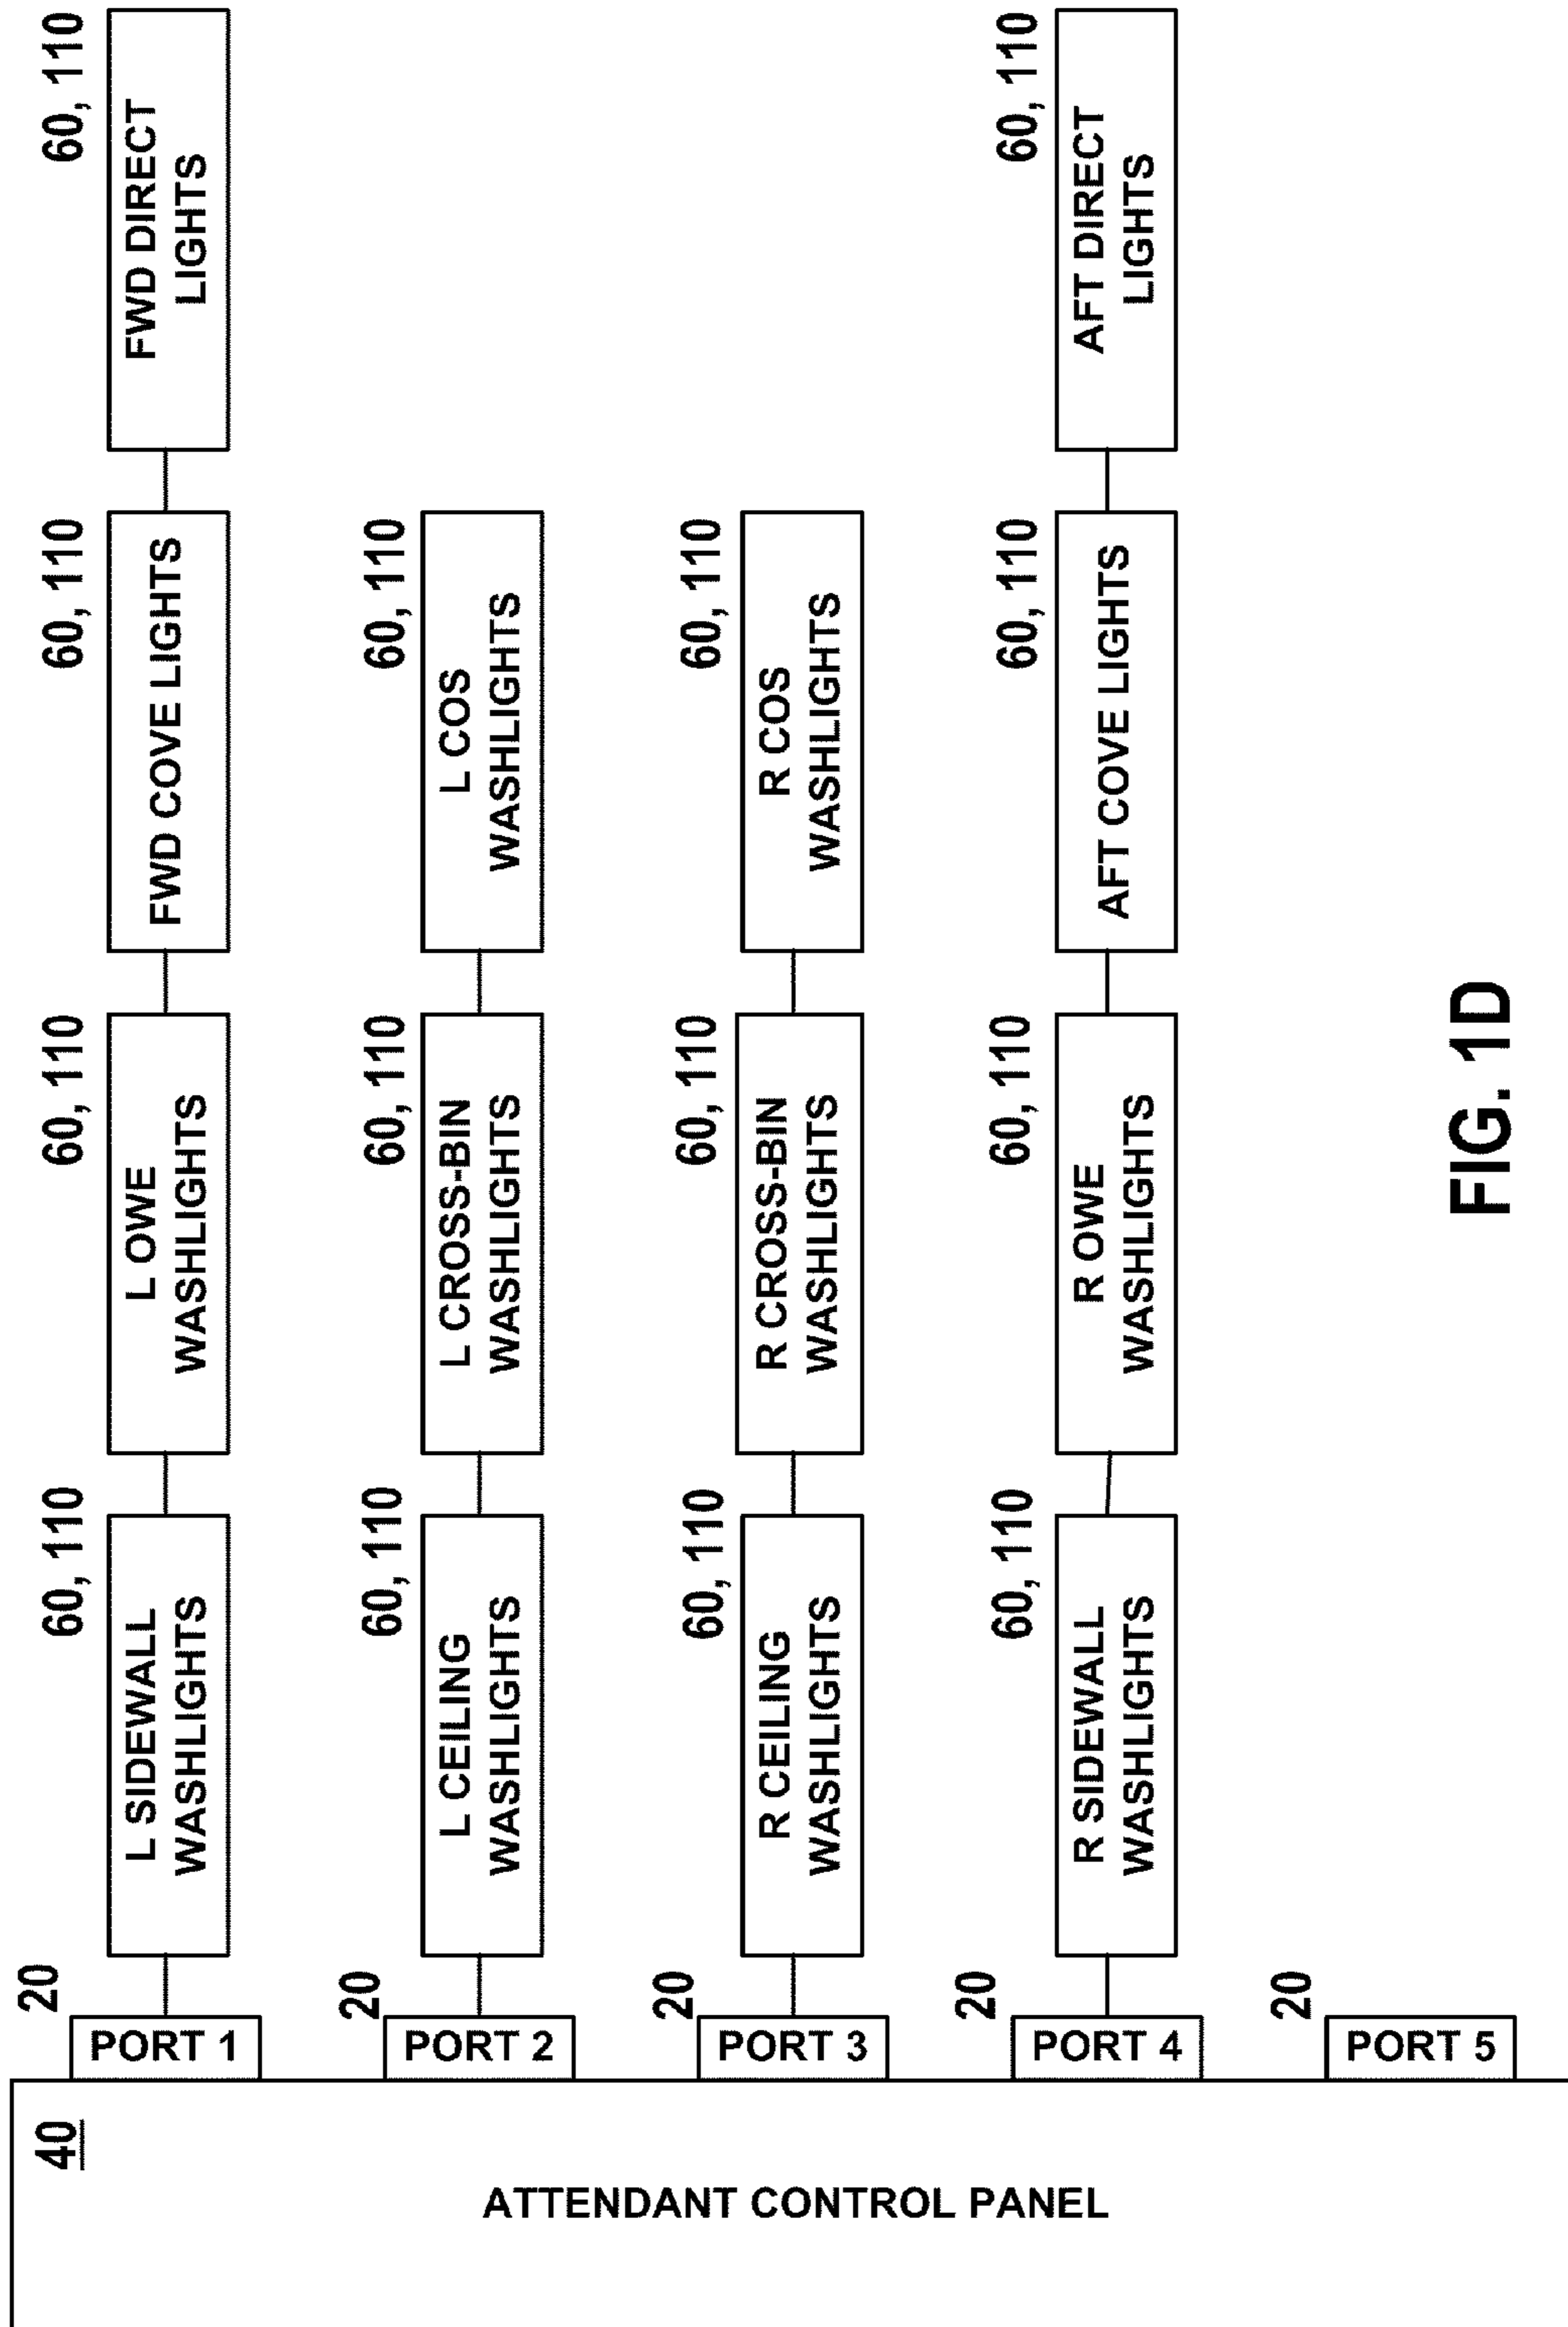 40
ATTENDANT CONTROL PANEL
20
PORT 1
60, 110
L SIDEWALL
WASHLIGHTS
60, 110
L OWE
WASHLIGHTS
60, 110
FWD COVE LIGHTS
60, 110
FWD DIRECT
LIGHTS
20
PORT 2
60, 110
L CEILING
WASHLIGHTS
60, 110
L CROSS-BIN
WASHLIGHTS
60, 110
L COS
WASHLIGHTS
20
PORT 3
60, 110
R CEILING
WASHLIGHTS
60, 110
R CROSS-BIN
WASHLIGHTS
60, 110
R COS
WASHLIGHTS
20
PORT 4
60, 110
R SIDEWALL
WASHLIGHTS
60, 110
R OWE
WASHLIGHTS
60, 110
AFT COVE LIGHTS
60, 110
AFT DIRECT
LIGHTS
20
PORT 5
FIG. 1D